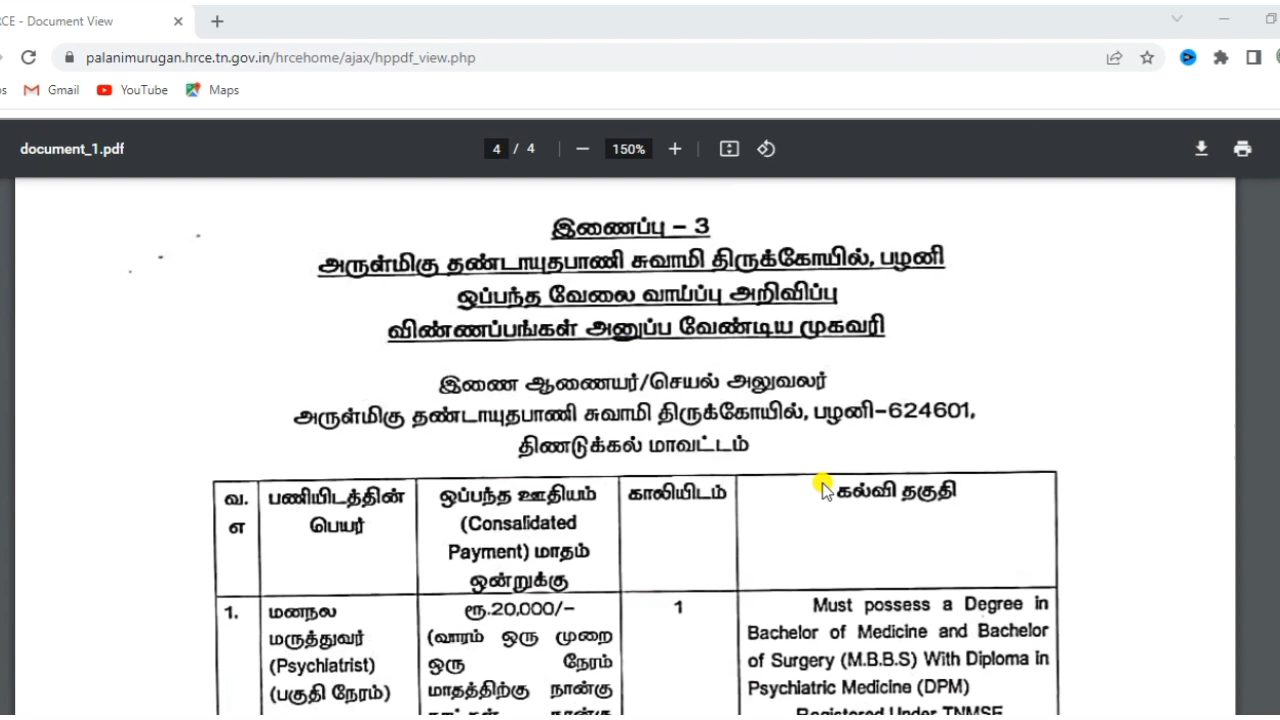 CE - Document View
palanimurugan.hrce.tn.gov.in/hrcehome/ajax/hppdf_view.php
Gmail YouTube Maps
document_1.pdf 4 / 4 150%
இணைப்பு – 3
அருள்மிகு தண்டாயுதபாணி சுவாமி திருக்கோயில், பழனி
ஒப்பந்த வேலை வாய்ப்பு அறிவிப்பு
விண்ணப்பங்கள் அனுப்ப வேண்டிய முகவரி
இணை ஆணையர்/செயல் அலுவலர்
அருள்மிகு தண்டாயுதபாணி சுவாமி திருக்கோயில், பழனி-624601,
திண்டுக்கல் மாவட்டம்
வ.
எ
பணியிடத்தின்
பெயர்
ஒப்பந்த ஊதியம்
(Consalidated
Payment) மாதம்
ஒன்றுக்கு
காலியிடம்
கல்வி தகுதி
1.
மனநல
மருத்துவர்
(Psychiatrist)
(பகுதி நேரம்)
ரூ.20,000/-
(வாரம் ஒரு முறை
ஒரு நேரம்
மாதத்திற்கு நான்கு
1
Must possess a Degree in
Bachelor of Medicine and Bachelor
of Surgery (M.B.B.S) With Diploma in
Psychiatric Medicine (DPM)
Registered Under TNMSE